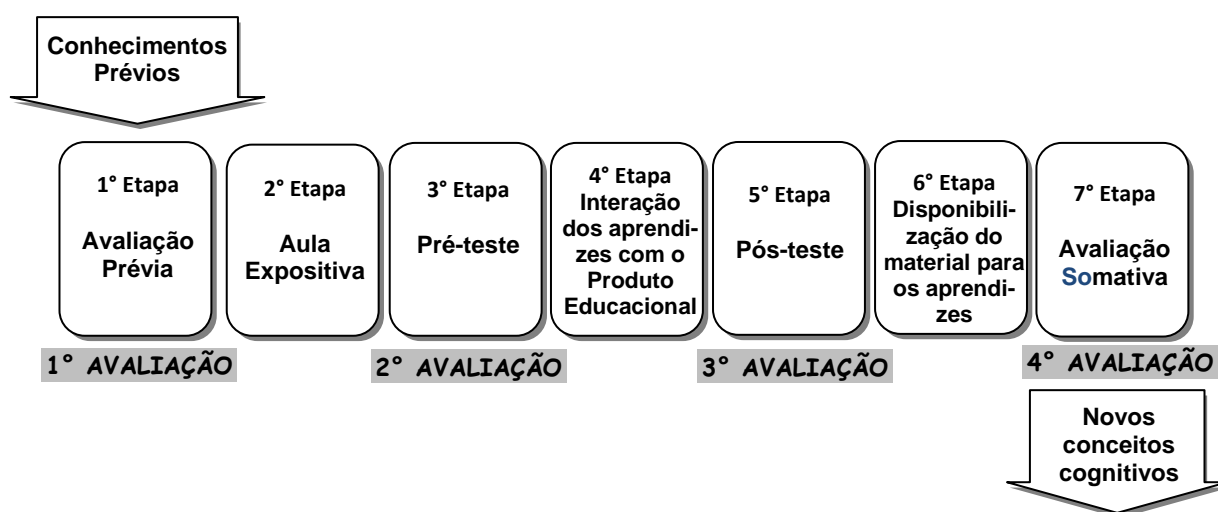 Conhecimentos
Prévios
1° Etapa
Avaliação
Prévia
2° Etapa
Aula
Expositiva
3° Etapa
Pré-teste
4° Etapa
Interação
dos aprendi-
zes com o
Produto
Educacional
5° Etapa
Pós-teste
6° Etapa
Disponibili-
zação do
material para
os aprendi-
zes
7° Etapa
Avaliação
Somativa
1° AVALIAÇÃO
2° AVALIAÇÃO
3° AVALIAÇÃO
4° AVALIAÇÃO
Novos
conceitos
cognitivos